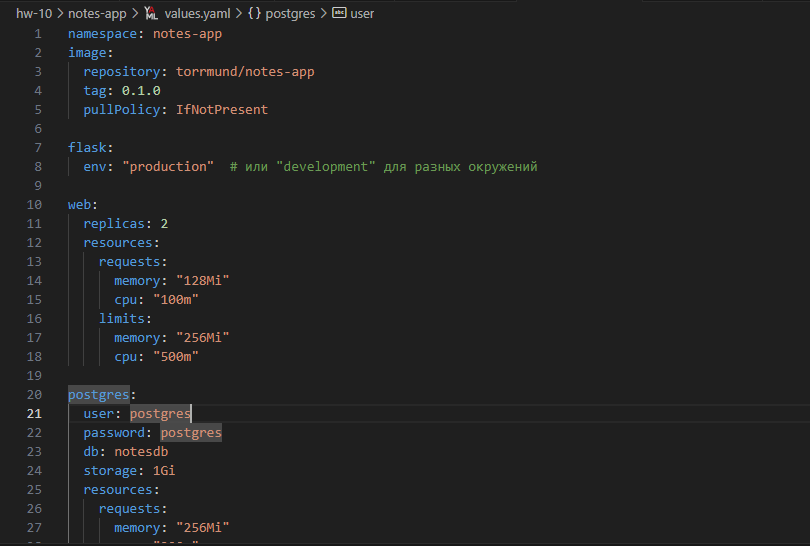 hw-10 > notes-app > YAML values.yaml > {} postgres > abc user
1 namespace: notes-app
2 image:
3 repository: torrmund/notes-app
4 tag: 0.1.0
5 pullPolicy: IfNotPresent
6
7 flask:
8 env: "production" # или "development" для разных окружений
9
10 web:
11 replicas: 2
12 resources:
13 requests:
14 memory: "128Mi"
15 cpu: "100m"
16 limits:
17 memory: "256Mi"
18 cpu: "500m"
19
20 postgres:
21 user: postgres
22 password: postgres
23 db: notesdb
24 storage: 1Gi
25 resources:
26 requests:
27 memory: "256Mi"